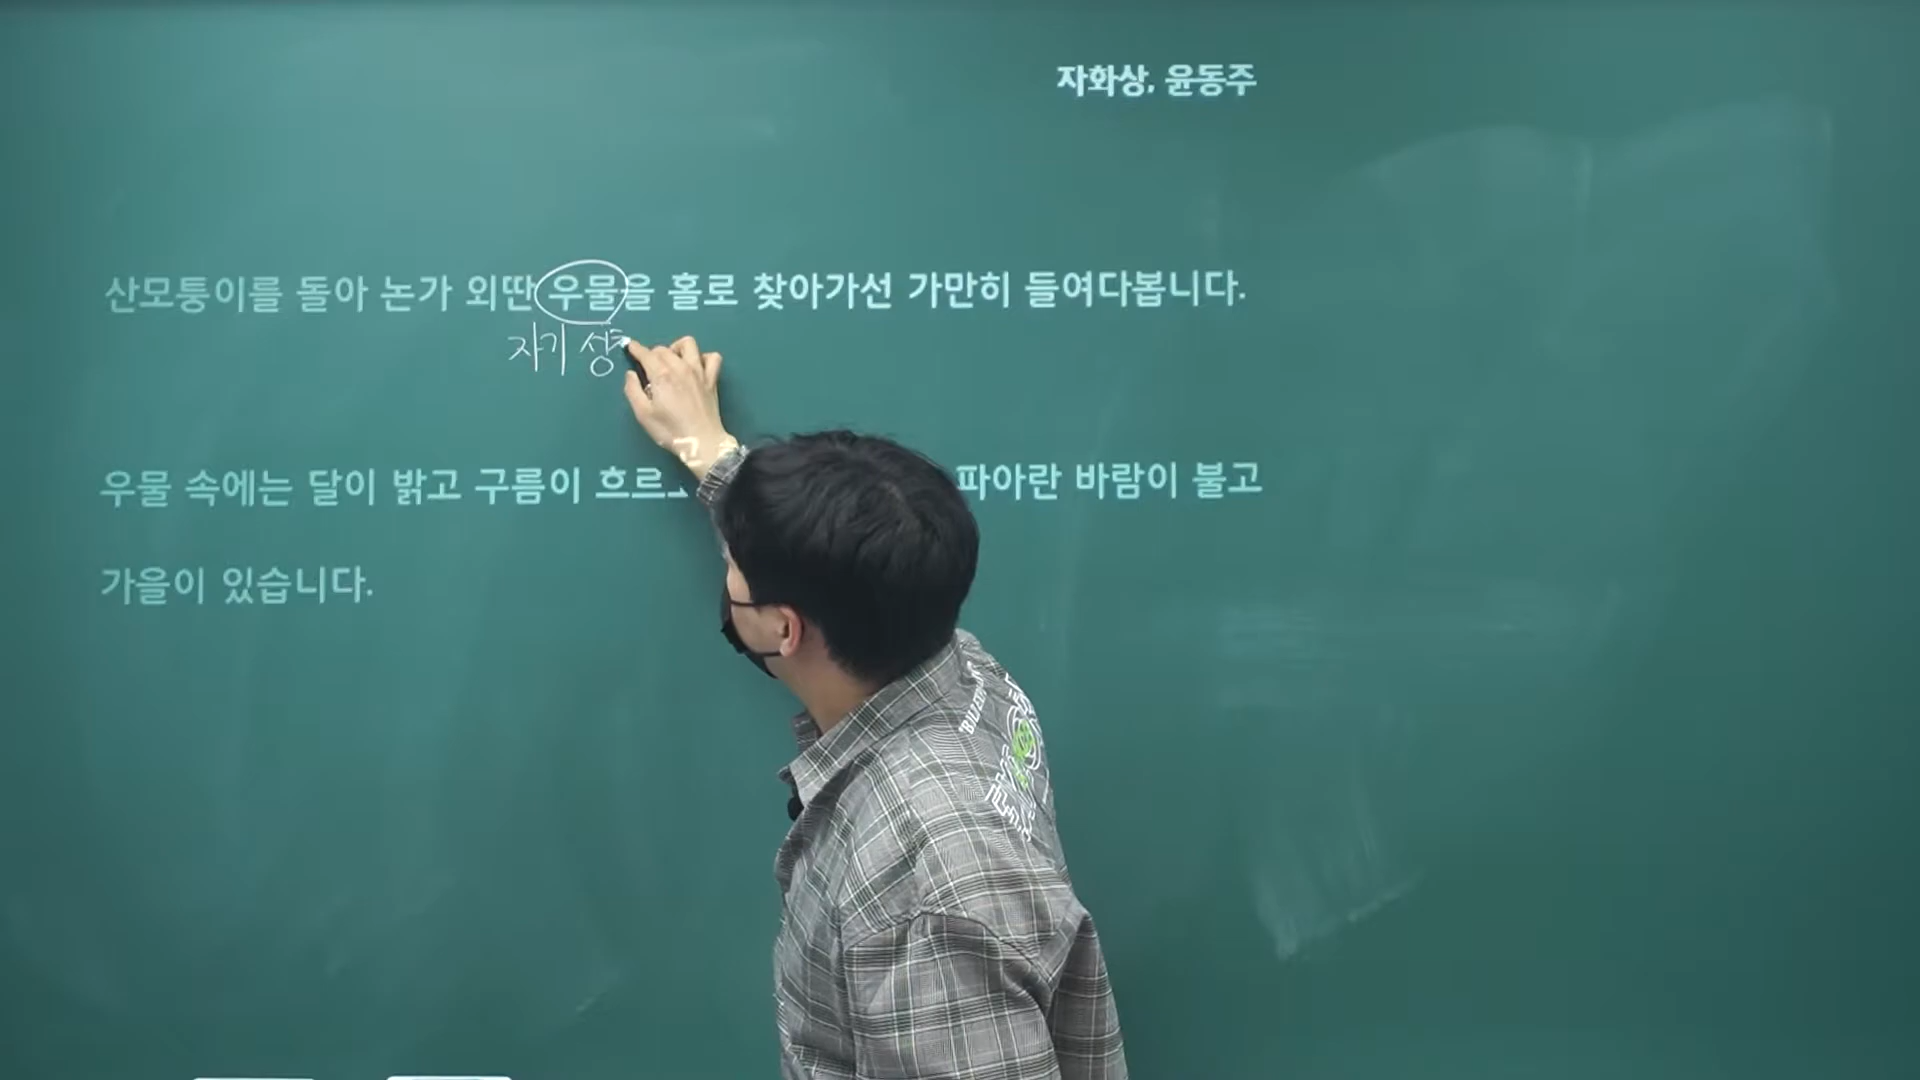 자화상, 윤동주
산모퉁이를 돌아 논가 외딴 우물을 홀로 찾아가선 가만히 들여다봅니다.
자기 성
우물 속에는 달이 밝고 구름이 흐르고 파아란 바람이 불고
가을이 있습니다.